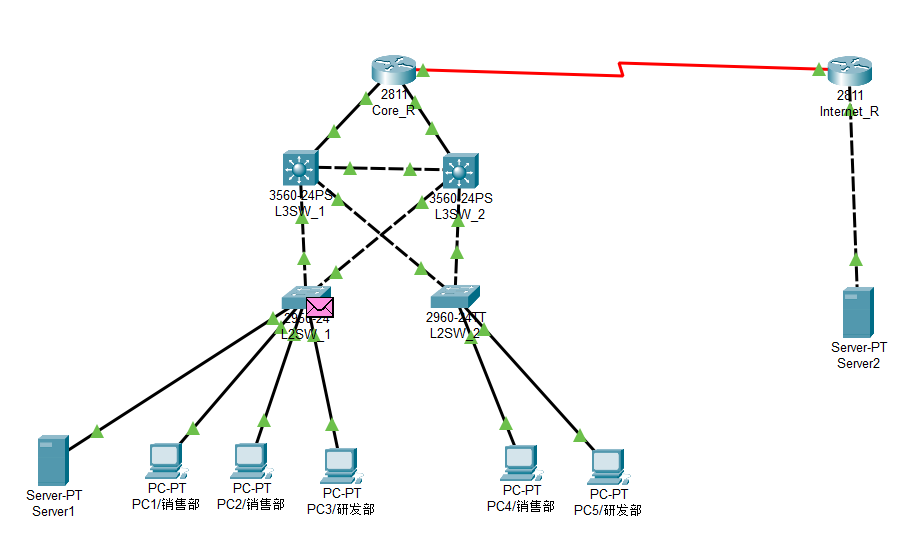 2811
Core_R
2811
Internet_R
3560-24PS
L3SW_1
3560-24PS
L3SW_2
L2SW_1
2960-24TT
L2SW_2
Server-PT
Server2
Server-PT
Server1
PC-PT
PC1/销售部
PC-PT
PC2/销售部
PC-PT
PC3/研发部
PC-PT
PC4/销售部
PC-PT
PC5/研发部